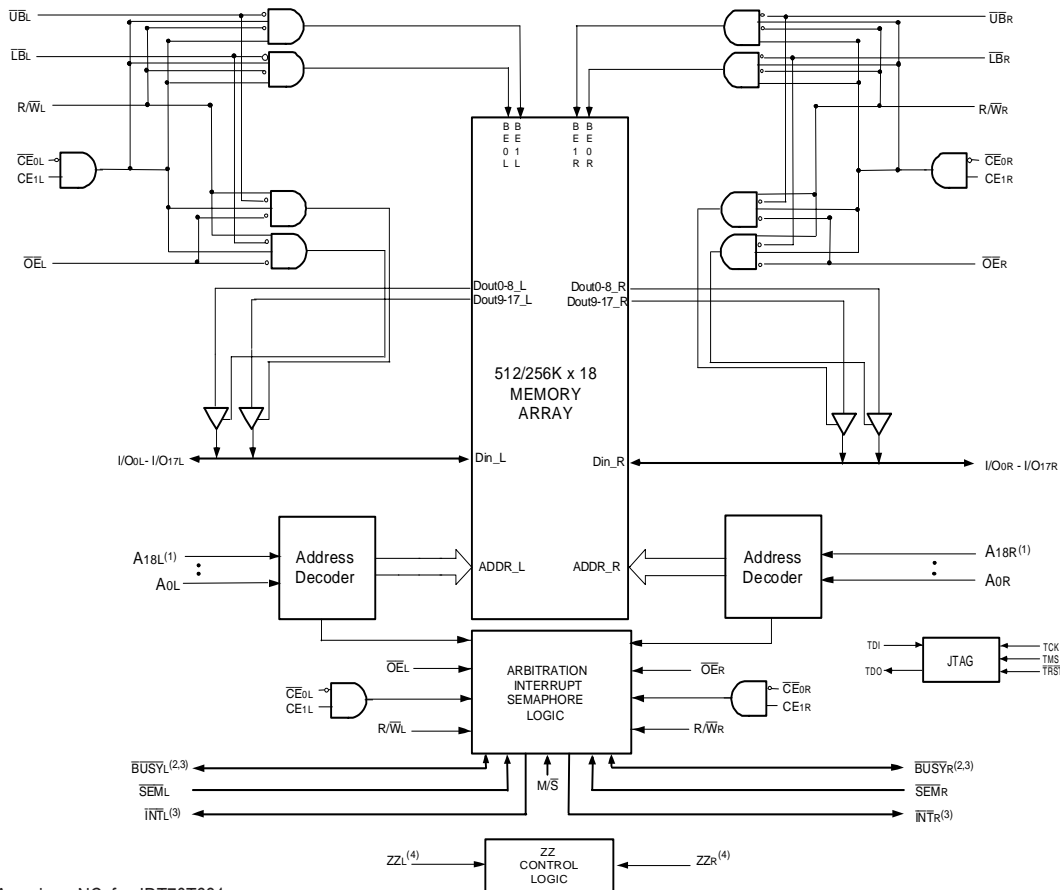 UBL
UBR
LBL
LBR
R/WL
R/WR
BE0L
BE1L
BE1R
BE0R
CE0L
CE1L
CE0R
CE1R
OEL
OER
Dout0-8_L
Dout9-17_L
Dout0-8_R
Dout9-17_R
512/256K x 18
MEMORY
ARRAY
I/O0L - I/O17L
Din_L
Din_R
I/O0R - I/O17R
A18L(1)
A0L
Address
Decoder
ADDR_L
ADDR_R
Address
Decoder
A18R(1)
A0R
OEL
CE0L
CE1L
R/WL
ARBITRATION
INTERRUPT
SEMAPHORE
LOGIC
OER
CE0R
CE1R
R/WR
TDI
TDO
JTAG
TCK
TMS
TRST
BUSYL(2,3)
SEML
INTL(3)
M/S
BUSYR(2,3)
SEMR
INTR(3)
ZZL(4)
ZZ
CONTROL
LOGIC
ZZR(4)